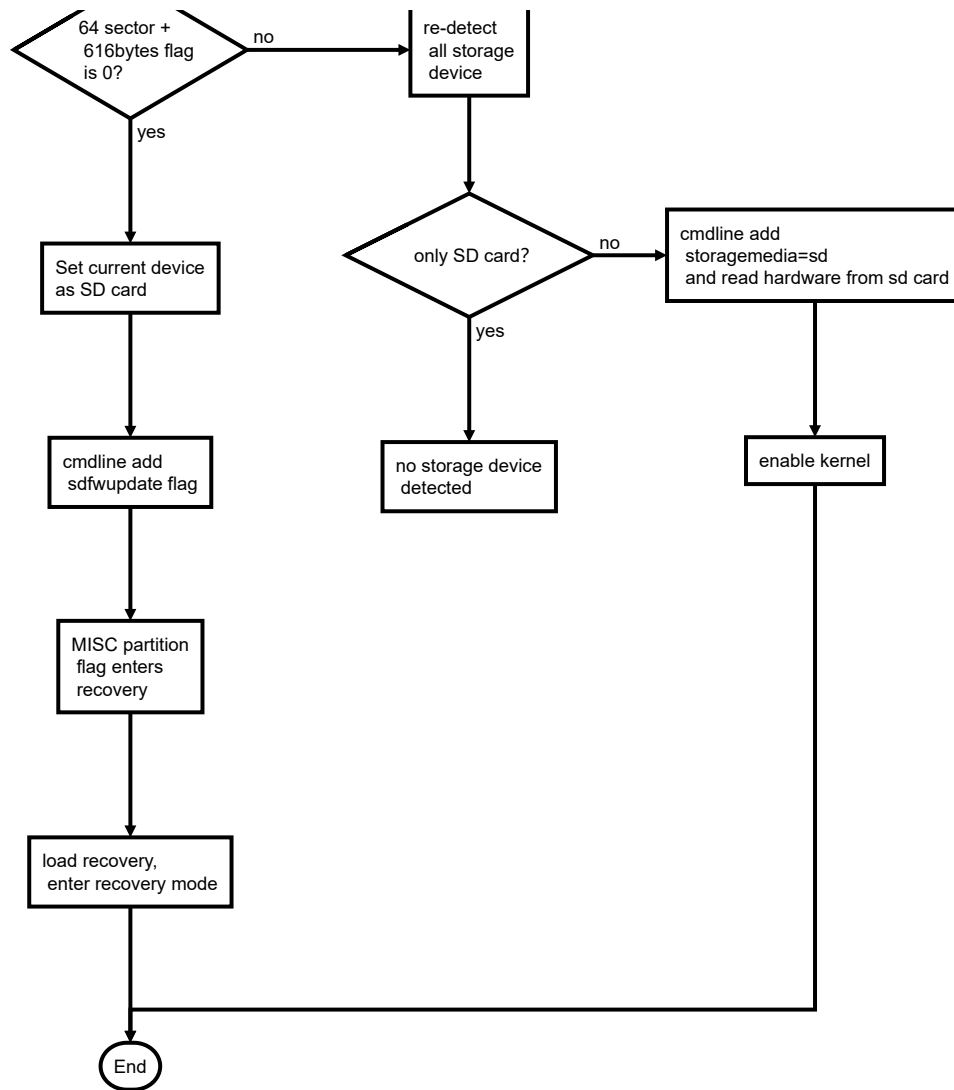 64 sector +
616bytes flag
is 0?
no
re-detect
all storage
device
yes
Set current device
as SD card
only SD card?
no
cmdline add
storagemedia=sd
and read hardware from sd card
yes
cmdline add
sdfwupdate flag
no storage device
detected
enable kernel
MISC partition
flag enters
recovery
load recovery,
enter recovery mode
End